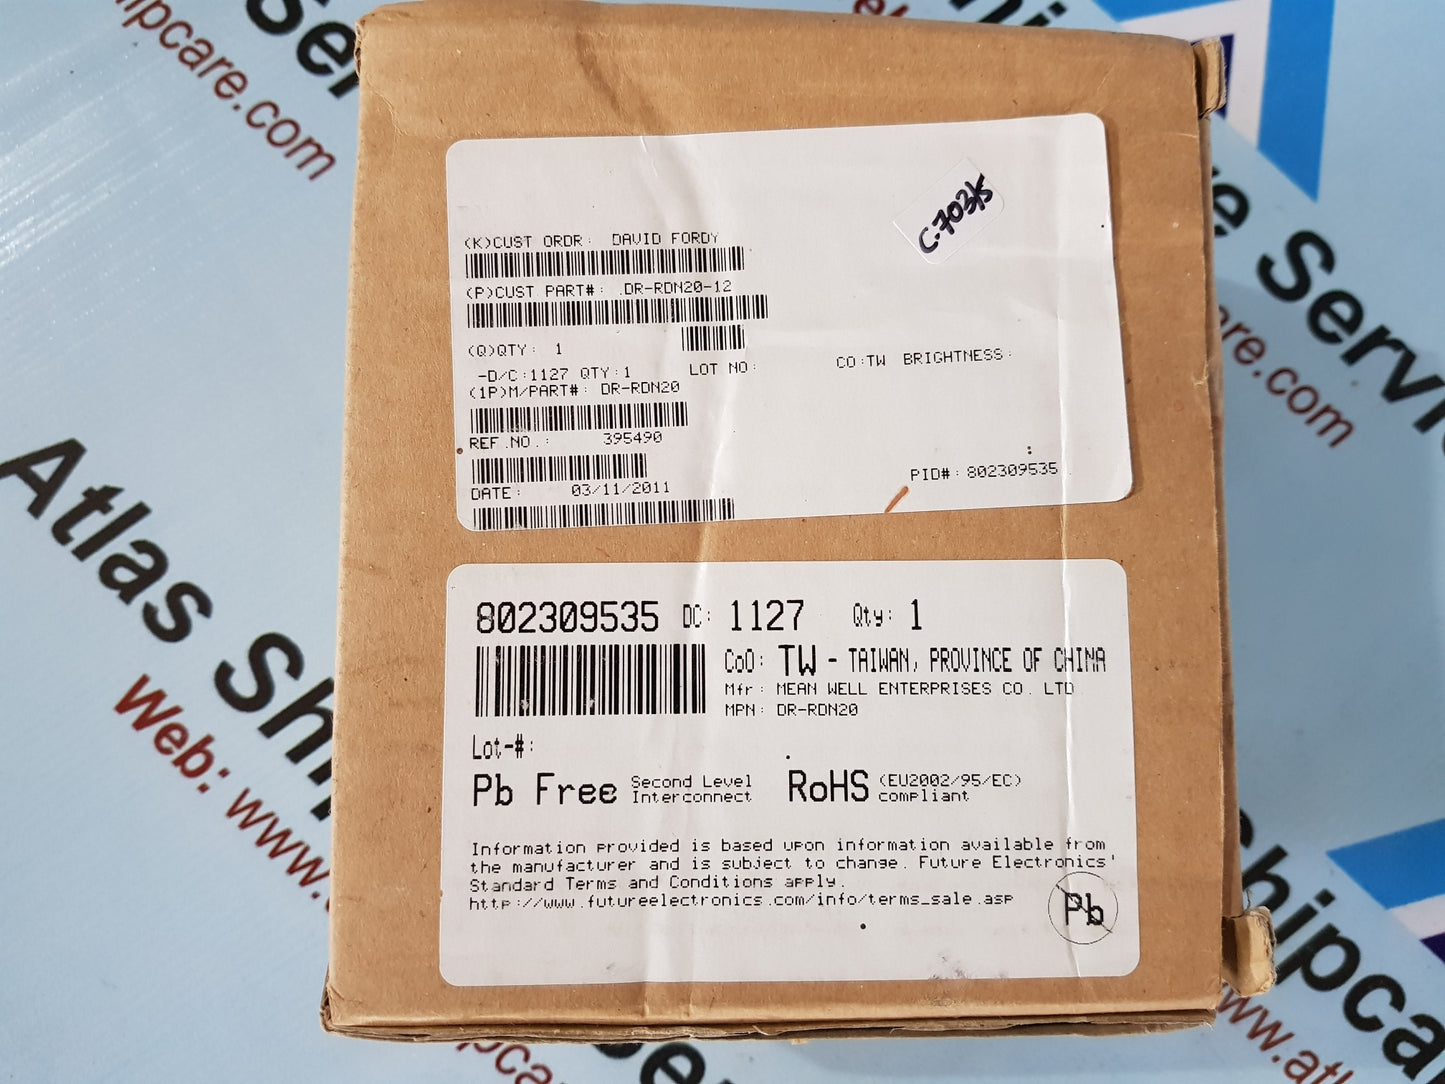 C-703/5
(K)CUST ORDR: DAVID FORDY
(P)CUST PART#: DR-RDN20-12
(Q)QTY: 1
-D/C:1127 QTY:1 LOT NO: CO:TW BRIGHTNESS:
(1P)M/PART#: DR-RDN20
REF.NO.: 395490
PID#: 802309535
DATE: 03/11/2011
802309535 DC: 1127 Qty: 1
CoO: TW - TAIWAN, PROVINCE OF CHINA
Mfr: MEAN WELL ENTERPRISES CO. LTD
MPN: DR-RDN20
Lot-#:
Pb Free Second Level Interconnect RoHS (EU2002/95/EC) compliant
Information provided is based upon information available from
the manufacturer and is subject to change. Future Electronics'
Standard Terms and Conditions apply.
http://www.futureelectronics.com/info/terms_sale.asp
Pb
Atlas Sh
Web: www.
hipcare.com
e Servic
re.com
Shipca
www.atl